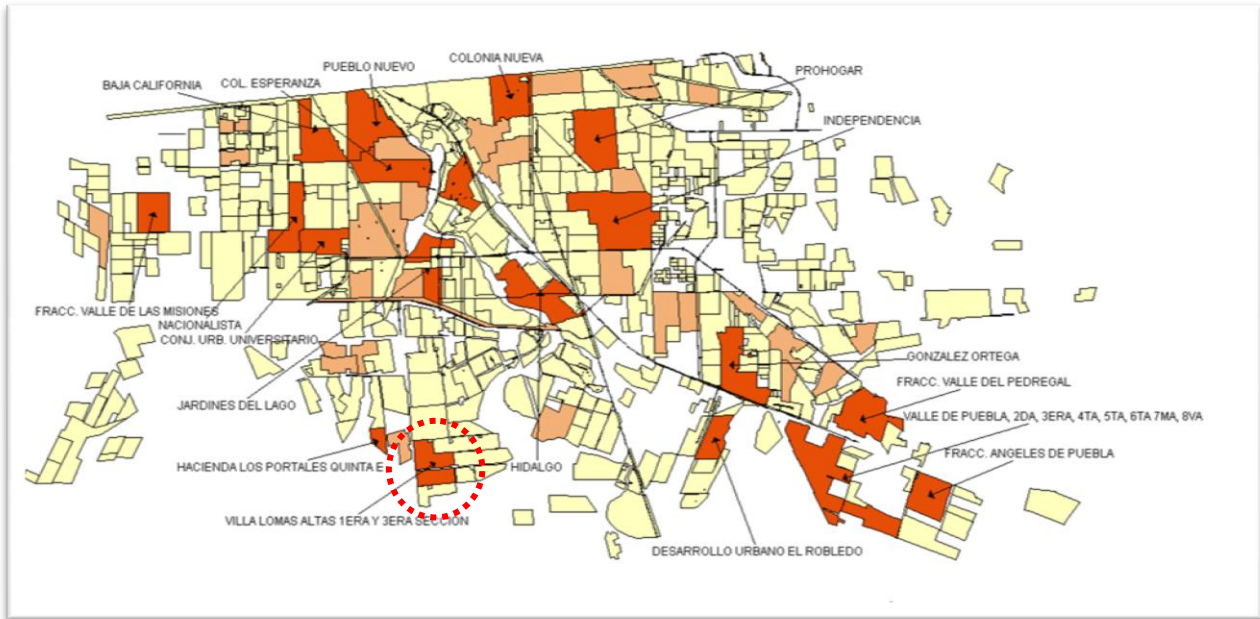 COLONIA NUEVA
PUEBLO NUEVO
PROHOGAR
BAJA CALIFORNIA
COL. ESPERANZA
INDEPENDENCIA
FRACC. VALLE DE LAS MISIONES
NACIONALISTA
CONJ. URB. UNIVERSITARIO
GONZALEZ ORTEGA
FRACC. VALLE DEL PEDREGAL
JARDINES DEL LAGO
VALLE DE PUEBLA, 2DA, 3ERA, 4TA, 5TA, 6TA 7MA, 8VA
FRACC. ANGELES DE PUEBLA
HACIENDA LOS PORTALES QUINTA E
HIDALGO
VILLA LOMAS ALTAS 1ERA Y 3ERA SECCION
DESARROLLO URBANO EL ROBLEDO